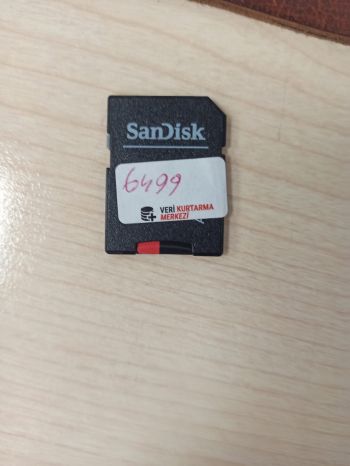 SanDisk
6499
VERİ KURTARMA
MERKEZİ